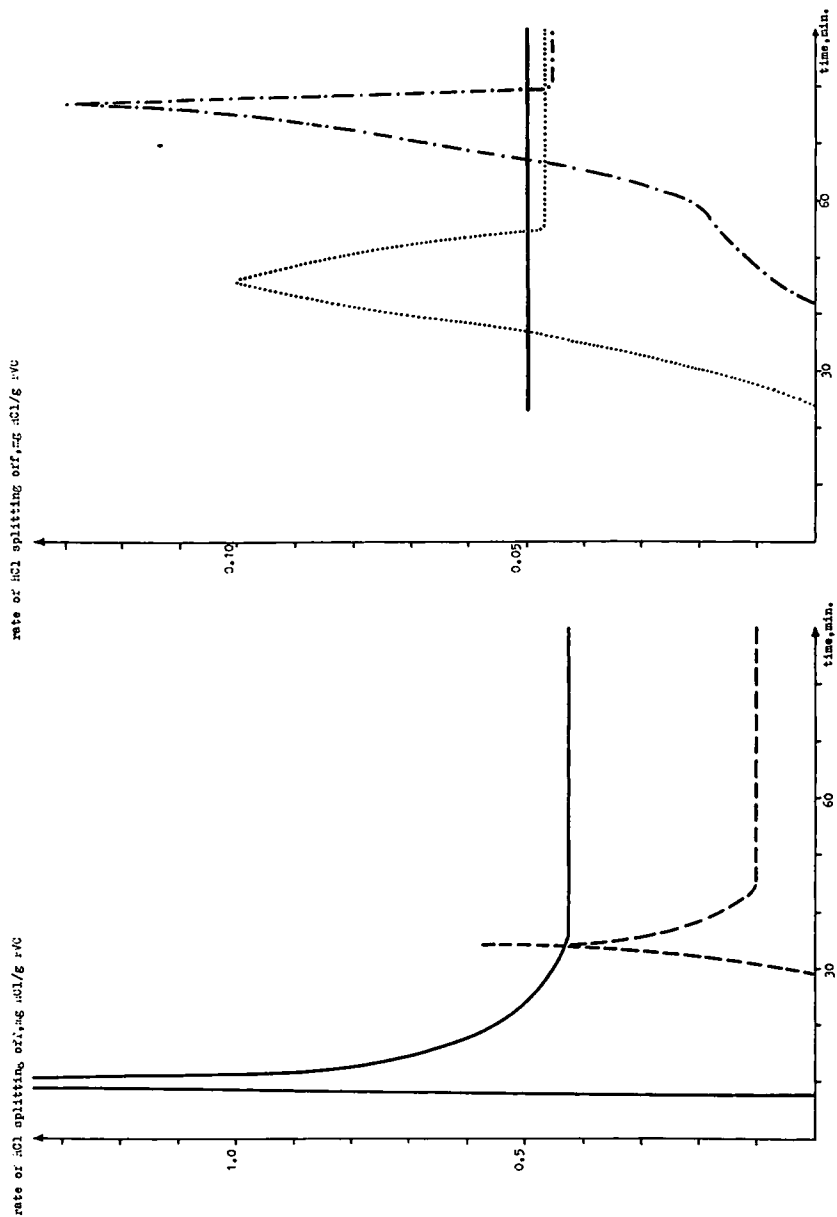 rate of HCl splitting off, mg HCl/g PVC
0.10
0.05
30
60
time,min.
rate of HCl splitting off, mg HCl/g PVC
1.0
0.5
30
60
time,min.